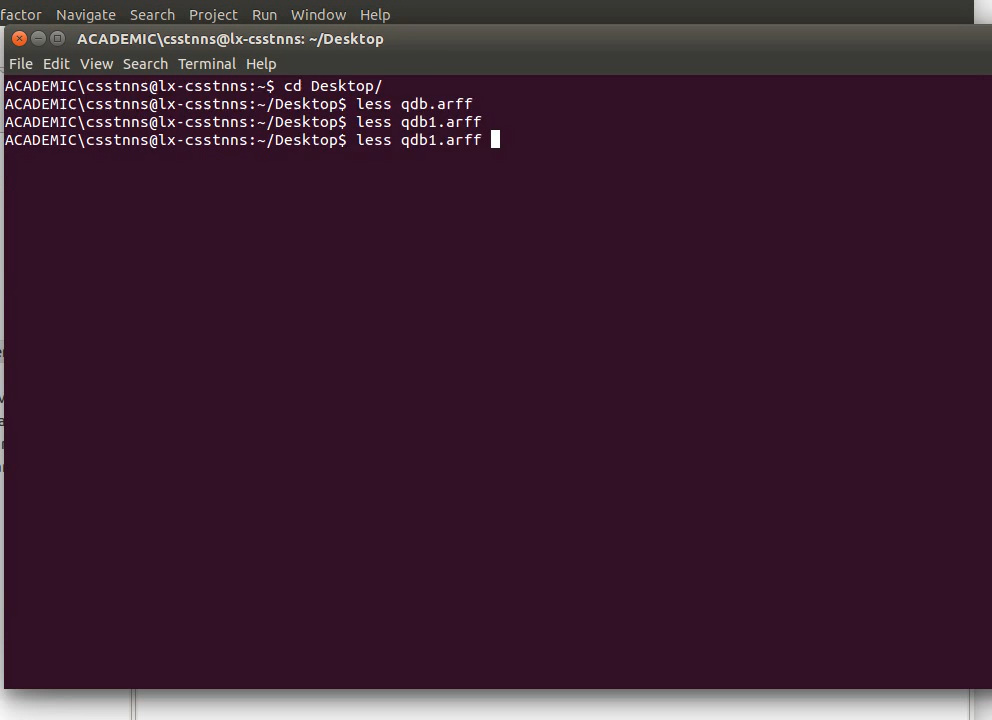 factor Navigate Search Project Run Window Help
ACADEMIC\csstnns@lx-csstnns: ~/Desktop
File Edit View Search Terminal Help
ACADEMIC\csstnns@lx-csstnns:~$ cd Desktop/
ACADEMIC\csstnns@lx-csstnns:~/Desktop$ less qdb.arff
ACADEMIC\csstnns@lx-csstnns:~/Desktop$ less qdb1.arff
ACADEMIC\csstnns@lx-csstnns:~/Desktop$ less qdb1.arff